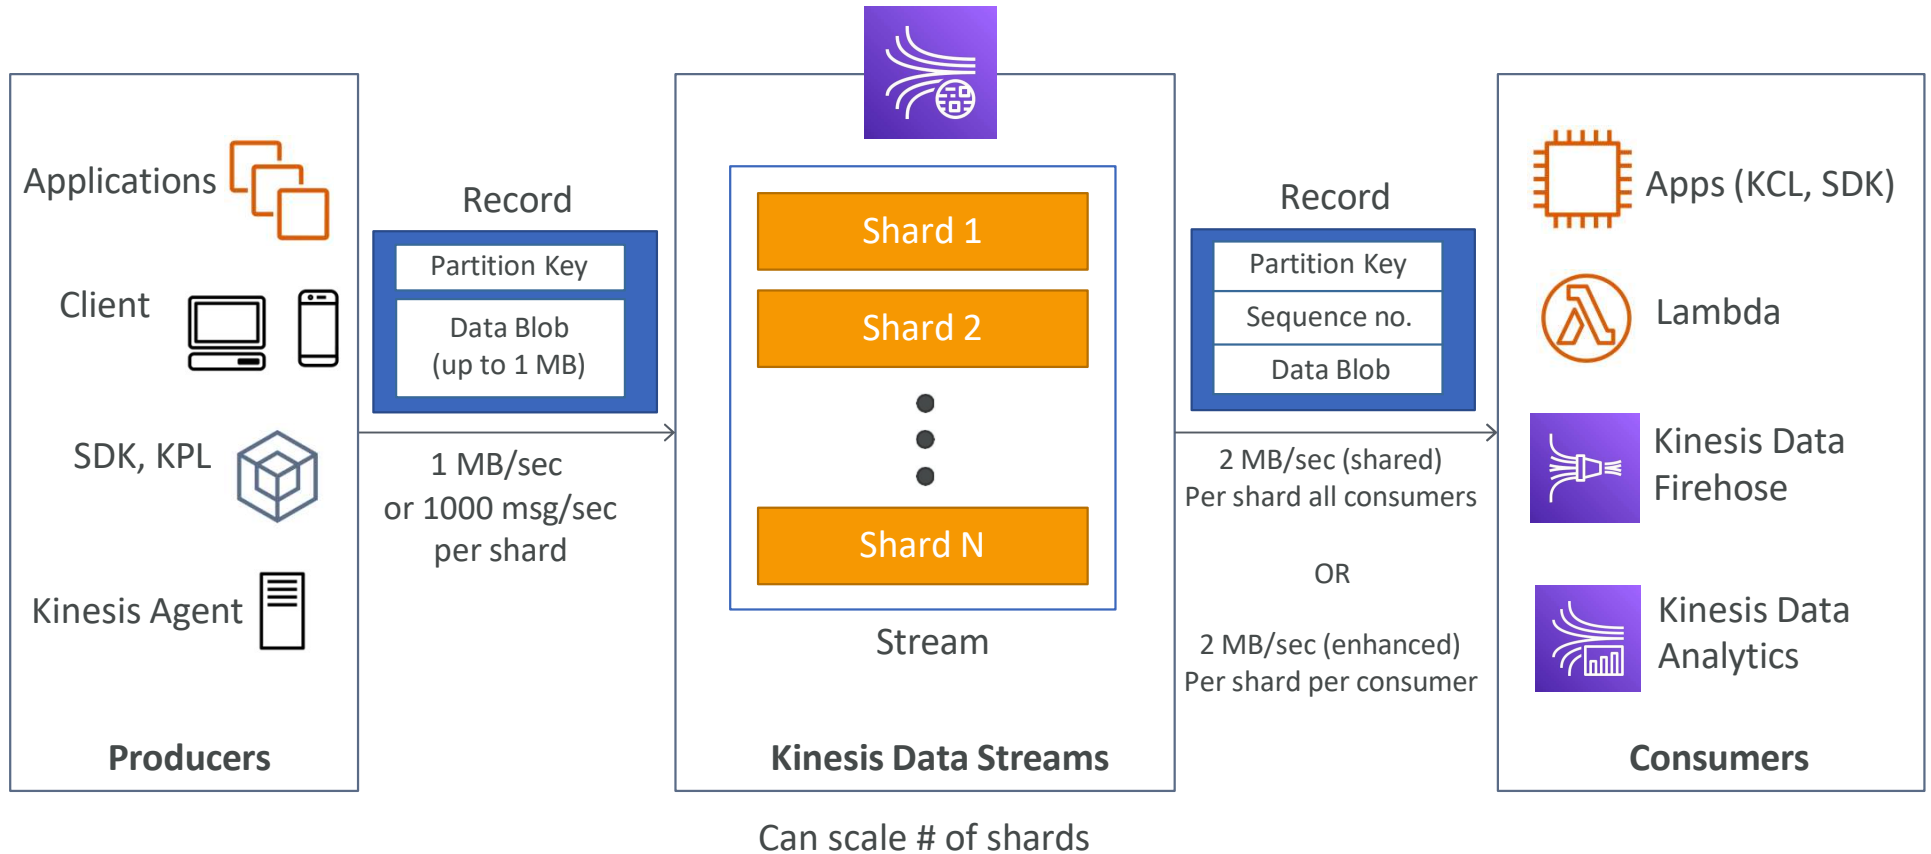 Applications
Client
SDK, KPL
Kinesis Agent
Producers
Record
Partition Key
Data Blob
(up to 1 MB)
1 MB/sec
or 1000 msg/sec
per shard
Shard 1
Shard 2
Shard N
Stream
Kinesis Data Streams
Can scale # of shards
Record
Partition Key
Sequence no.
Data Blob
2 MB/sec (shared)
Per shard all consumers
OR
2 MB/sec (enhanced)
Per shard per consumer
Apps (KCL, SDK)
Lambda
Kinesis Data
Firehose
Kinesis Data
Analytics
Consumers